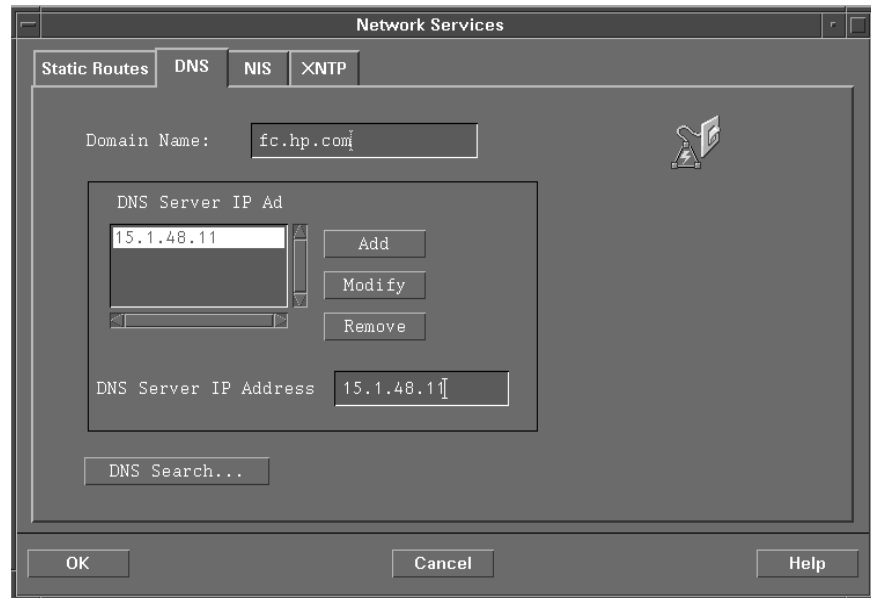 Network Services
Static Routes DNS NIS XNTP
Domain Name: fc.hp.com
DNS Server IP Ad
15.1.48.11
Add
Modify
Remove
DNS Server IP Address 15.1.48.11
DNS Search...
OK Cancel Help